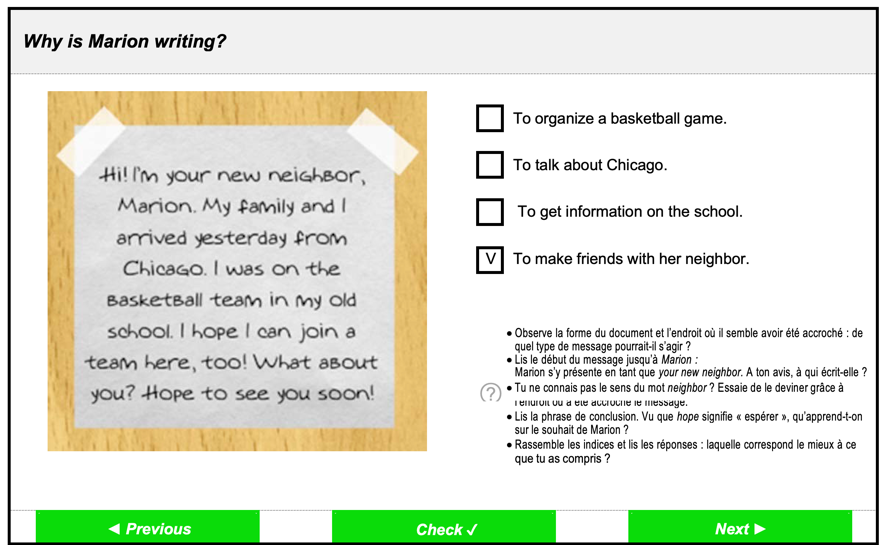 Why is Marion writing?
Hi! I'm your new neighbor,
Marion. My family and I
arrived yesterday from
Chicago. I was on the
basketball team in my old
school. I hope I can join a
team here, too! What about
you? Hope to see you soon!
To organize a basketball game.
To talk about Chicago.
To get information on the school.
V To make friends with her neighbor.
• Observe la forme du document et l'endroit où il semble avoir été accroché : de
quel type de message pourrait-il s'agir ?
• Lis le début du message jusqu'à Marion :
Marion s'y présente en tant que your new neighbor. A ton avis, à qui écrit-elle ?
(?) • Tu ne connais pas le sens du mot neighbor ? Essaie de le deviner grâce à
l'endroit où a été accroché le message.
• Lis la phrase de conclusion. Vu que hope signifie « espérer », qu'apprend-t-on
sur le souhait de Marion ?
• Rassemble les indices et lis les réponses : laquelle correspond le mieux à ce
que tu as compris ?
◄ Previous
Check ✓
Next ►